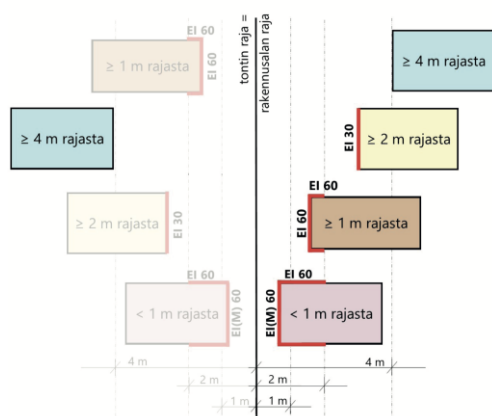 EI 60
≥ 1 m rajasta
EI 60
tontin raja =
rakennusalan raja
≥ 4 m rajasta
≥ 4 m rajasta
EI 30
≥ 2 m rajasta
≥ 2 m rajasta
EI 30
EI 60
EI 60
≥ 1 m rajasta
EI 60
< 1 m rajasta
EI(M) 60
EI 60
EI(M) 60
< 1 m rajasta
4 m
4 m
2 m
2 m
1 m
1 m